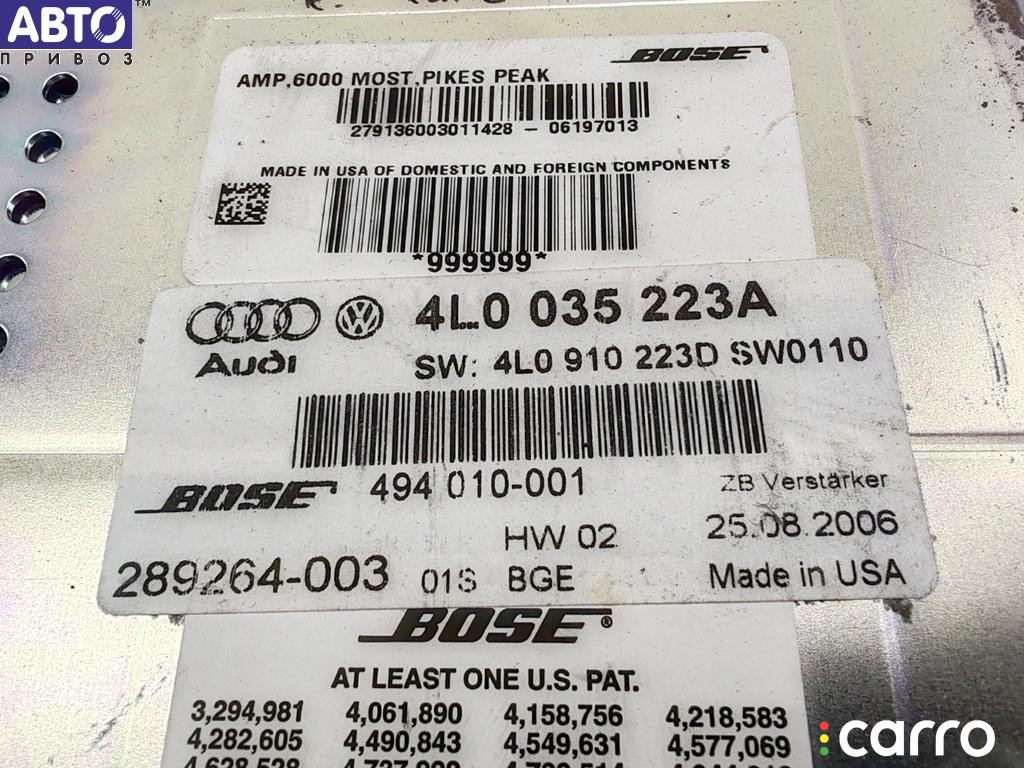 АВТО™
ПРИВОЗ
BOSE
AMP,6000 MOST,PIKES PEAK
279136003011428 - 06197013
MADE IN USA OF DOMESTIC AND FOREIGN COMPONENTS
*999999*
4L0 035 223A
Audi
SW: 4L0 910 223D SW0110
BOSE 494 010-001 ZB Verstärker
HW 02 25.08.2006
289264-003 01S BGE Made in USA
BOSE®
AT LEAST ONE U.S. PAT.
3,294,981 4,061,890 4,158,756 4,218,583
4,282,605 4,490,843 4,549,631 4,577,069
carro